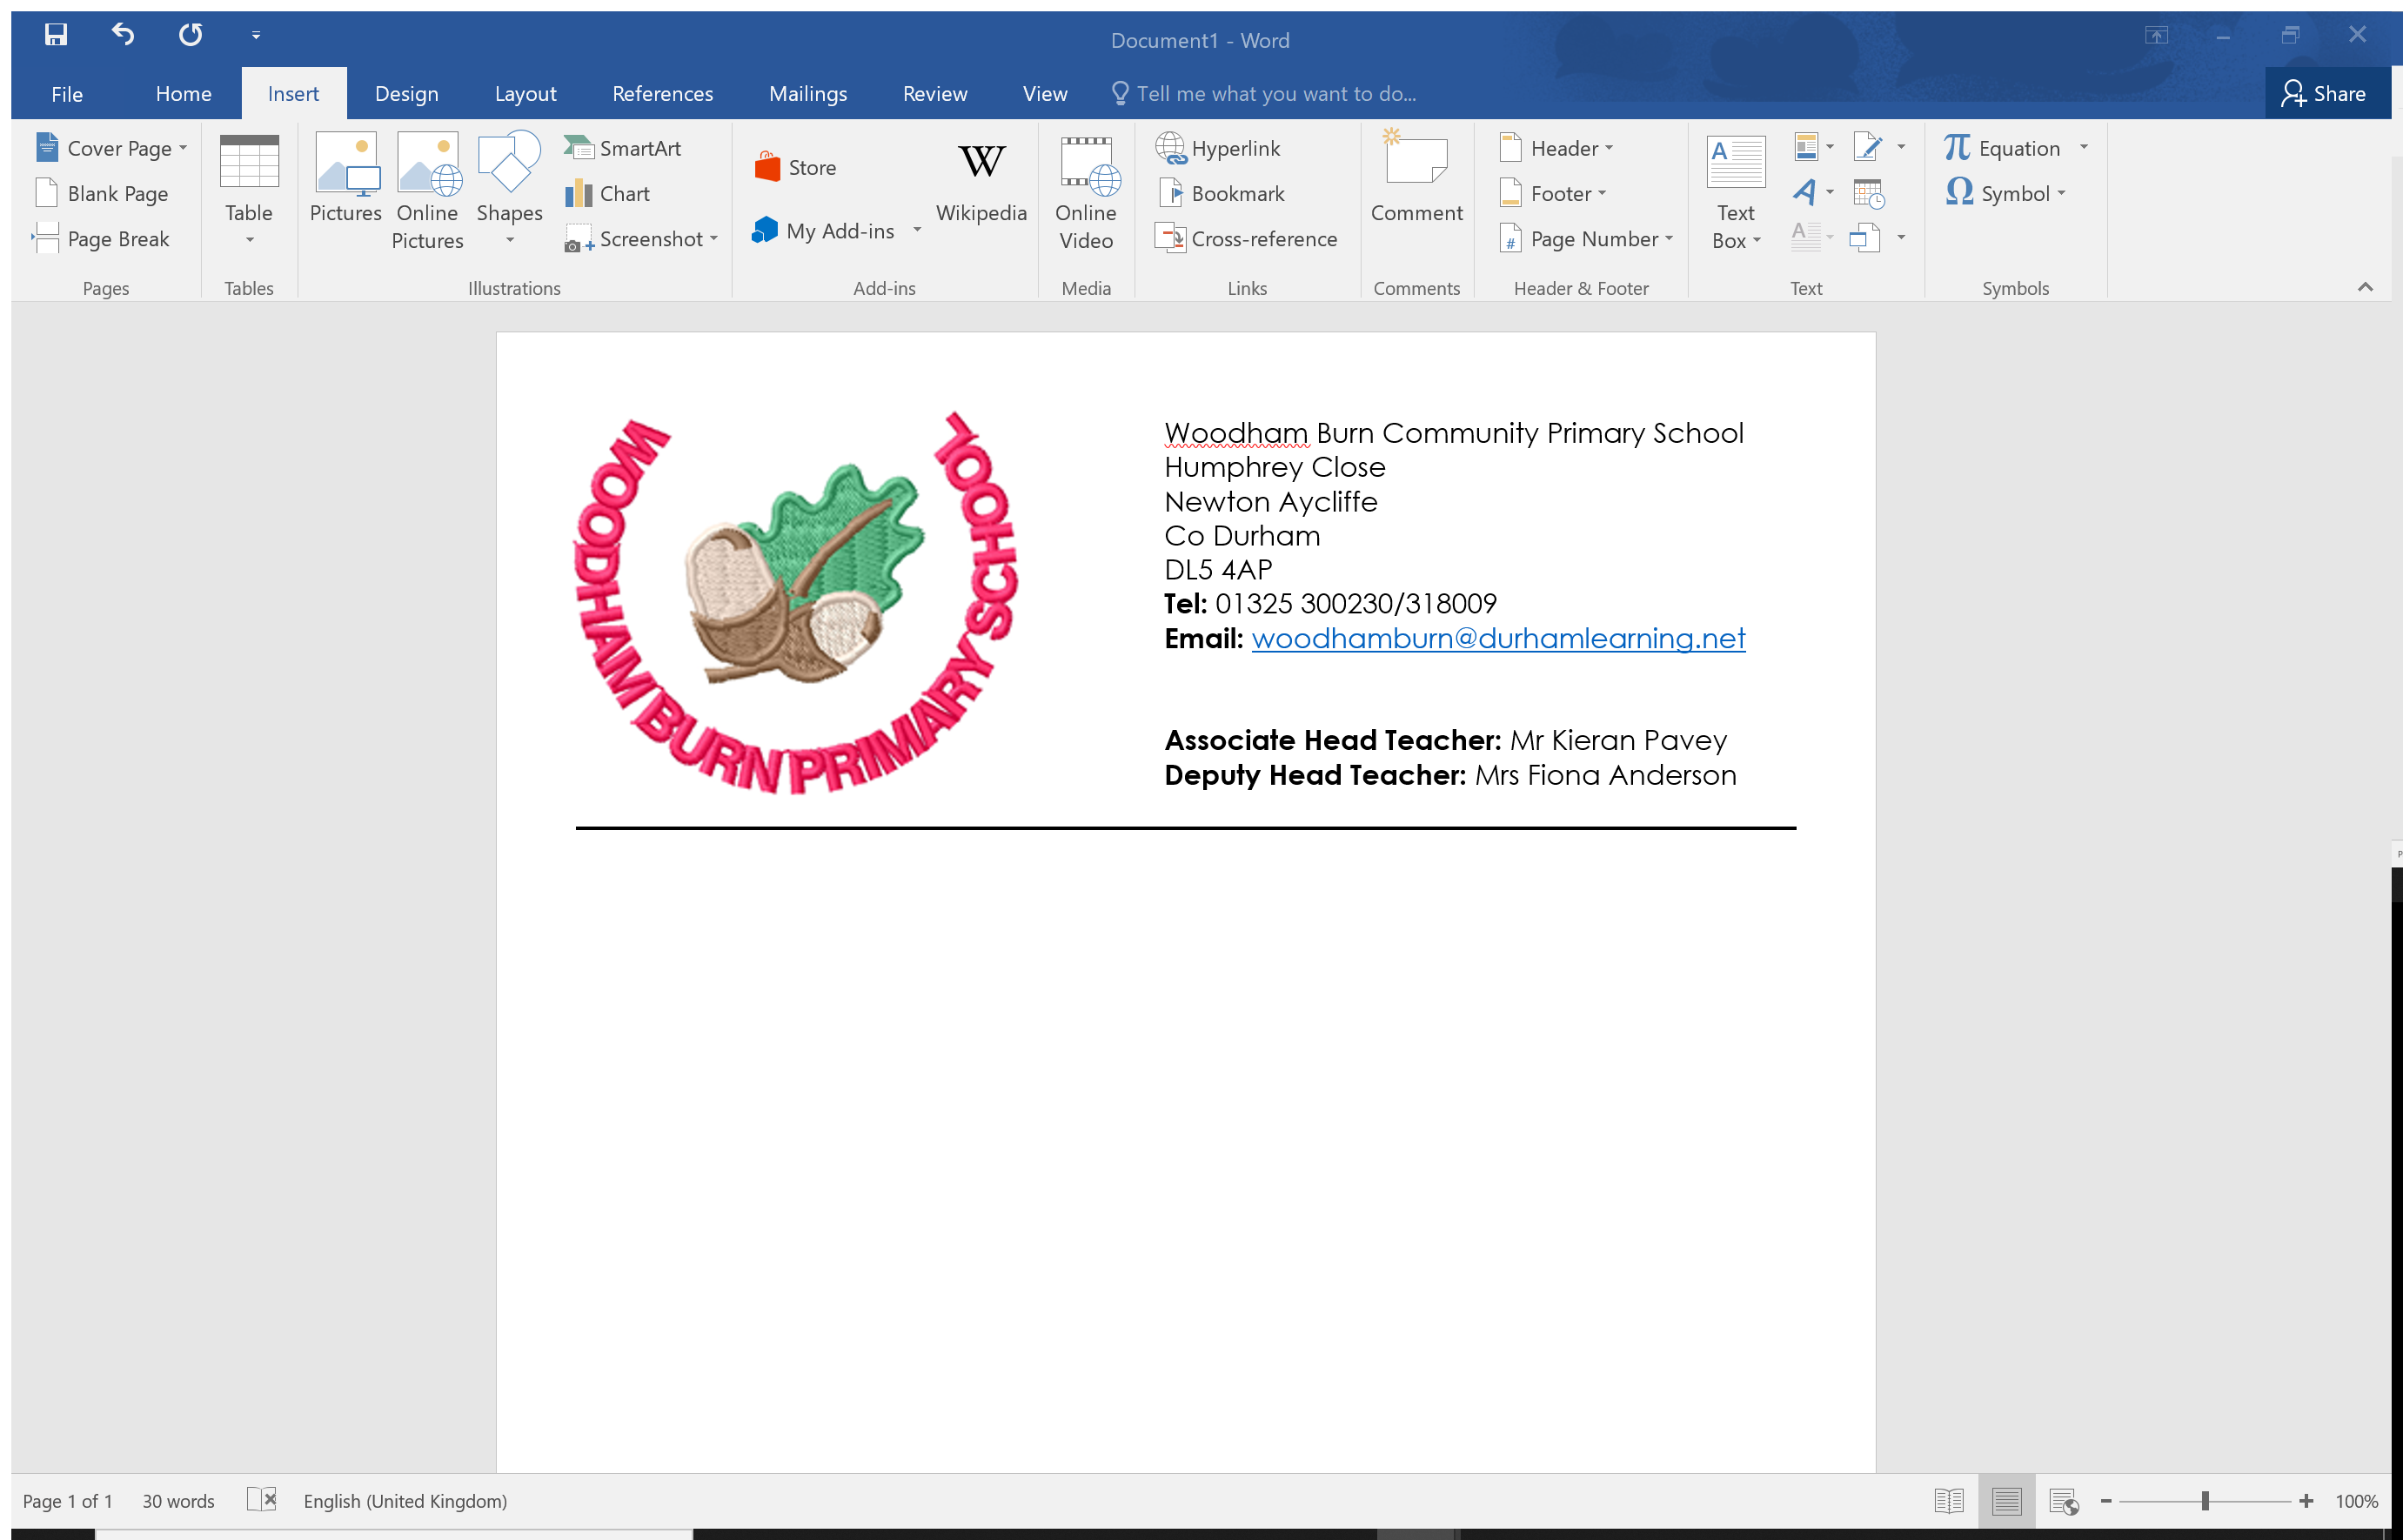 Document1 - Word
File Home Insert Design Layout References Mailings Review View Tell me what you want to do... Share
Cover Page
Blank Page
Page Break
Pages
Table
Tables
Pictures
Online
Pictures
Shapes
SmartArt
Chart
Screenshot
Illustrations
Store
My Add-ins
W
Wikipedia
Add-ins
Online
Video
Media
Hyperlink
Bookmark
Cross-reference
Links
Comment
Comments
Header
Footer
# Page Number
Header & Footer
A
Text
Box
A
A
Text
π Equation
Ω Symbol
Symbols
WOODHAM BURN PRIMARY SCHOOL
Woodham Burn Community Primary School
Humphrey Close
Newton Aycliffe
Co Durham
DL5 4AP
Tel: 01325 300230/318009
Email: woodhamburn@durhamlearning.net
Associate Head Teacher: Mr Kieran Pavey
Deputy Head Teacher: Mrs Fiona Anderson
Page 1 of 1 30 words English (United Kingdom) - + 100%